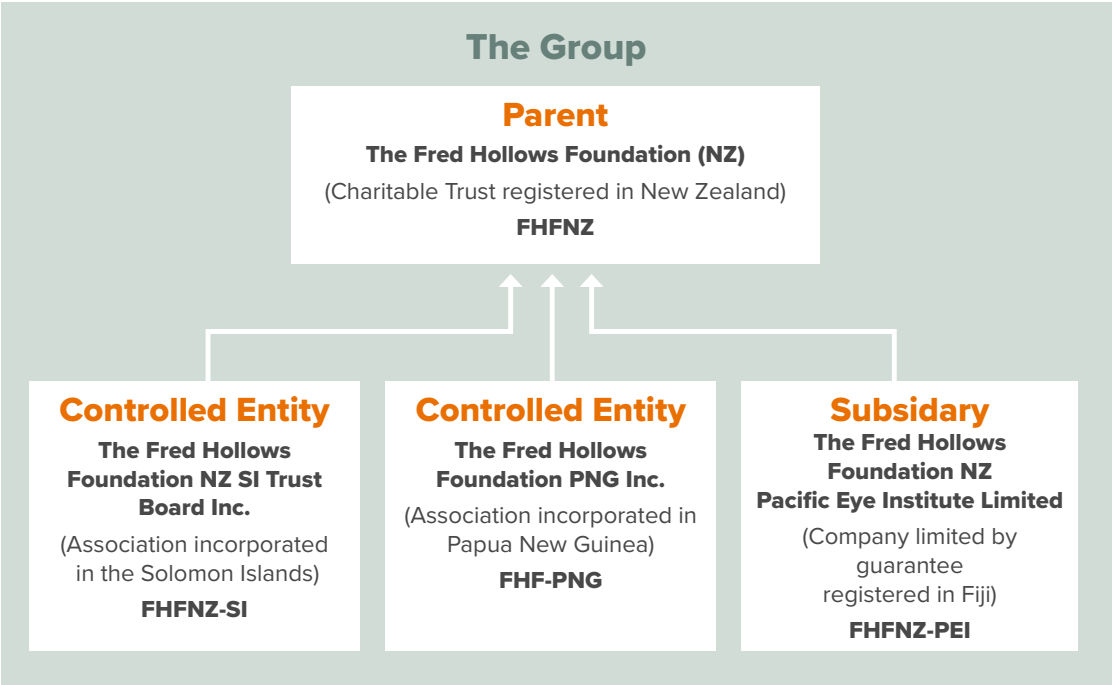 The Group
Parent
The Fred Hollows Foundation (NZ)
(Charitable Trust registered in New Zealand)
FHFNZ
Controlled Entity
The Fred Hollows
Foundation NZ SI Trust
Board Inc.
(Association incorporated
in the Solomon Islands)
FHFNZ-SI
Controlled Entity
The Fred Hollows
Foundation PNG Inc.
(Association incorporated in
Papua New Guinea)
FHF-PNG
Subsidary
The Fred Hollows
Foundation NZ
Pacific Eye Institute Limited
(Company limited by
guarantee
registered in Fiji)
FHFNZ-PEI